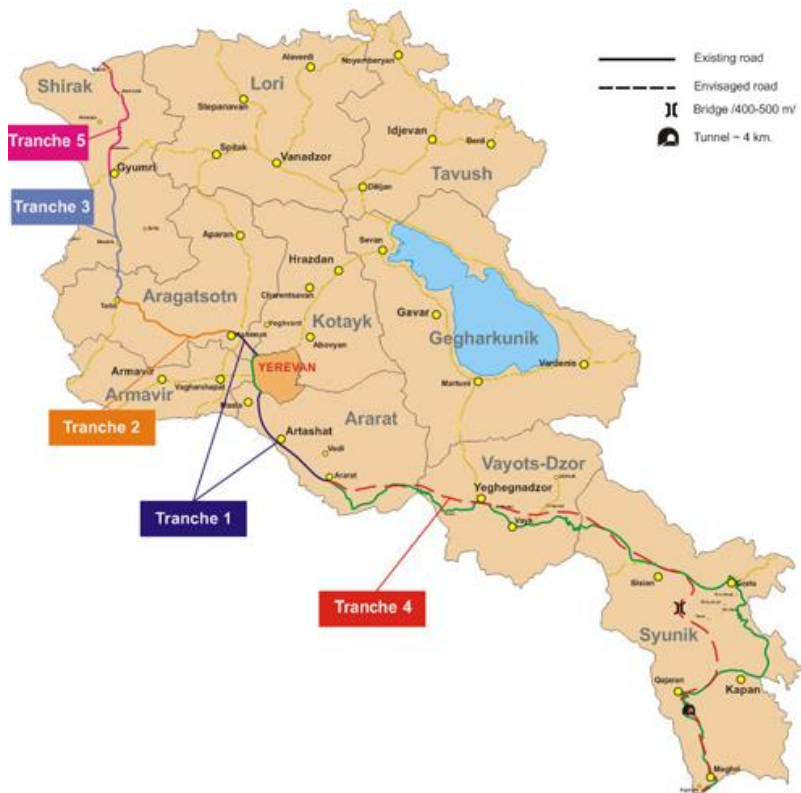 Existing road
Envisaged road
Bridge /400-500 m/
Tunnel ~ 4 km.
Shirak
Lori
Alaverdi
Noyemberyan
Stepanavan
Tranche 5
Idjevan
Berd
Spitak
Vanadzor
Gyumri
Tavush
Dilijan
Tranche 3
Aparan
Sevan
Hrazdan
Charentsavan
Talin
Aragatsotn
Gavar
Kotayk
Yeghvard
Gegharkunik
Abovyan
YEREVAN
Vardenis
Armavir
Vagharshapat
Martuni
Armavir
Masis
Ararat
Tranche 2
Artashat
Vedi
Vayots-Dzor
Ararat
Yeghegnadzor
Tranche 1
Vayq
Sisian
Goris
Tranche 4
Syunik
Qajaran
Kapan
Meghri